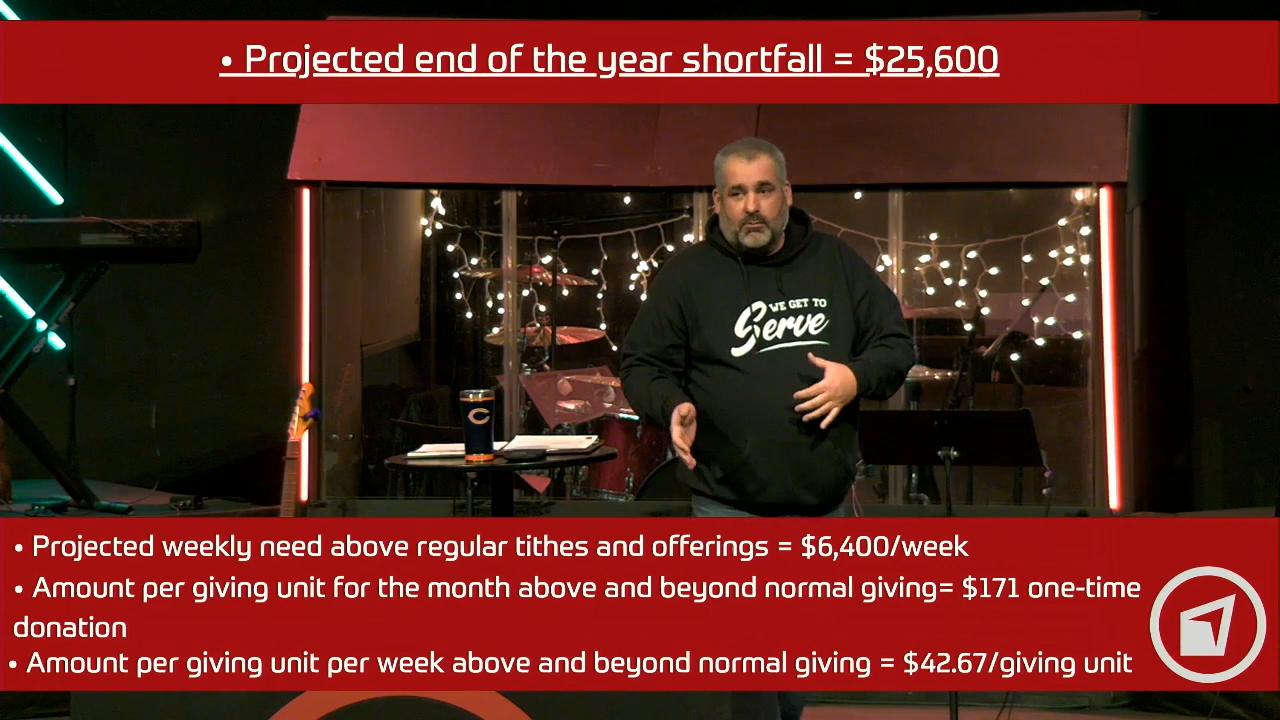 • Projected end of the year shortfall = $25,600
WE GET TO
Serve
C
• Projected weekly need above regular tithes and offerings = $6,400/week
• Amount per giving unit for the month above and beyond normal giving= $171 one-time
donation
• Amount per giving unit per week above and beyond normal giving = $42.67/giving unit